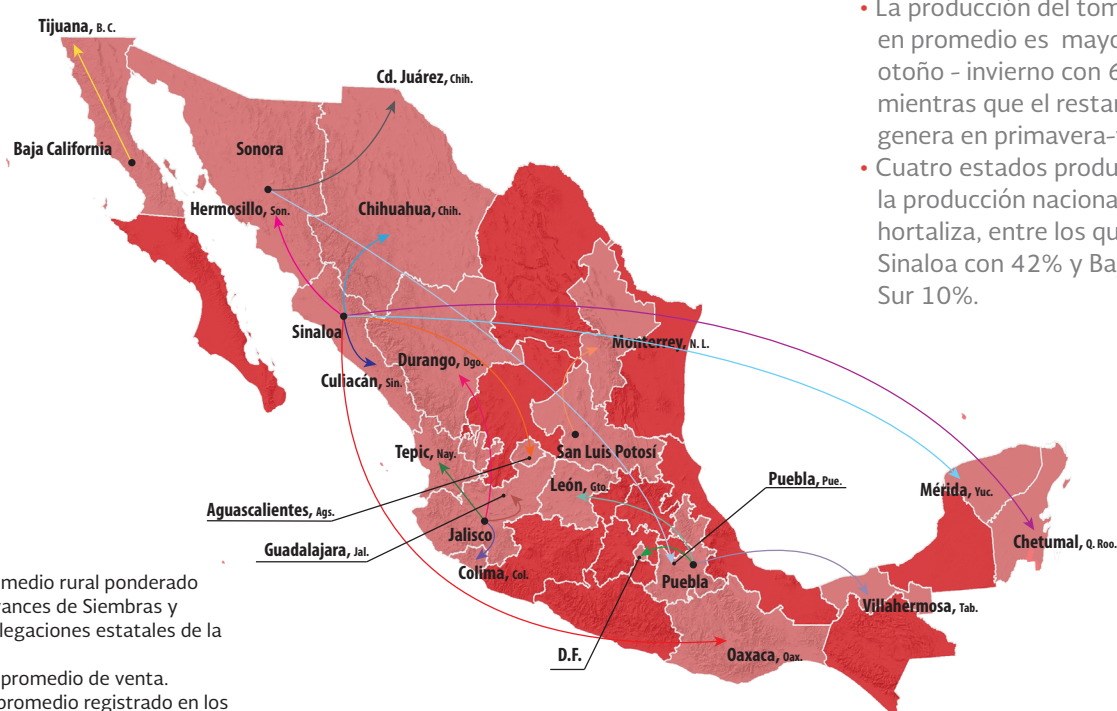 • La producción del tom
en promedio es mayo
otoño - invierno con 6
mientras que el restar
genera en primavera-
• Cuatro estados produ
la producción naciona
hortaliza, entre los qu
Sinaloa con 42% y Ba
Sur 10%.
Tijuana, B. C.
Cd. Juárez, Chih.
Baja California
Sonora
Hermosillo, Son.
Chihuahua, Chih.
Sinaloa
Monterrey, N. L.
Durango, Dgo.
Culiacán, Sin.
Tepic, Nay.
San Luis Potosí
León, Gto.
Puebla, Pue.
Mérida, Yuc.
Aguascalientes, Ags.
Jalisco
Chetumal, Q. Roo.
Guadalajara, Jal.
Colima, Col.
Puebla
Villahermosa, Tab.
D.F.
Oaxaca, Oax.
medio rural ponderado
vances de Siembras y
legaciones estatales de la
promedio de venta.
promedio registrado en los